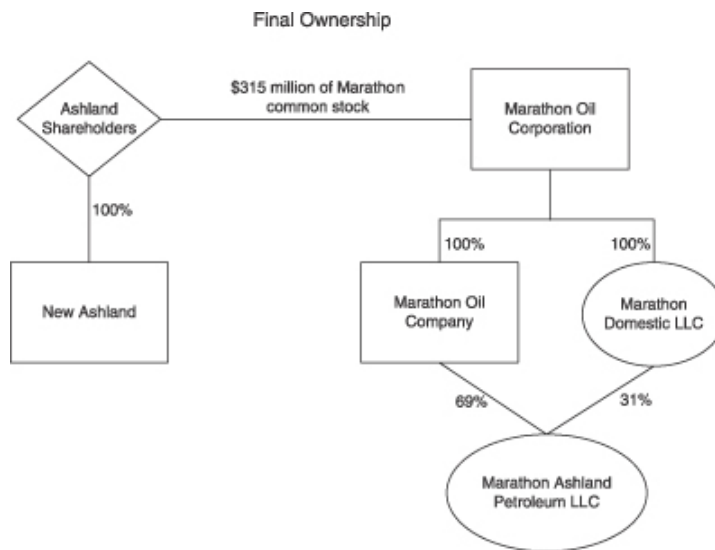 Final Ownership
$315 million of Marathon
common stock
Ashland
Shareholders
Marathon Oil
Corporation
100%
100%
100%
New Ashland
Marathon Oil
Company
Marathon
Domestic LLC
69%
31%
Marathon Ashland
Petroleum LLC